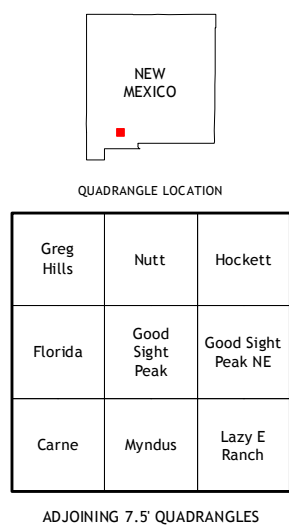 NEW
MEXICO
QUADRANGLE LOCATION
Greg
Hills
Nutt
Hockett
Florida
Good
Sight
Peak
Good Sight
Peak NE
Carne
Myndus
Lazy E
Ranch
ADJOINING 7.5' QUADRANGLES